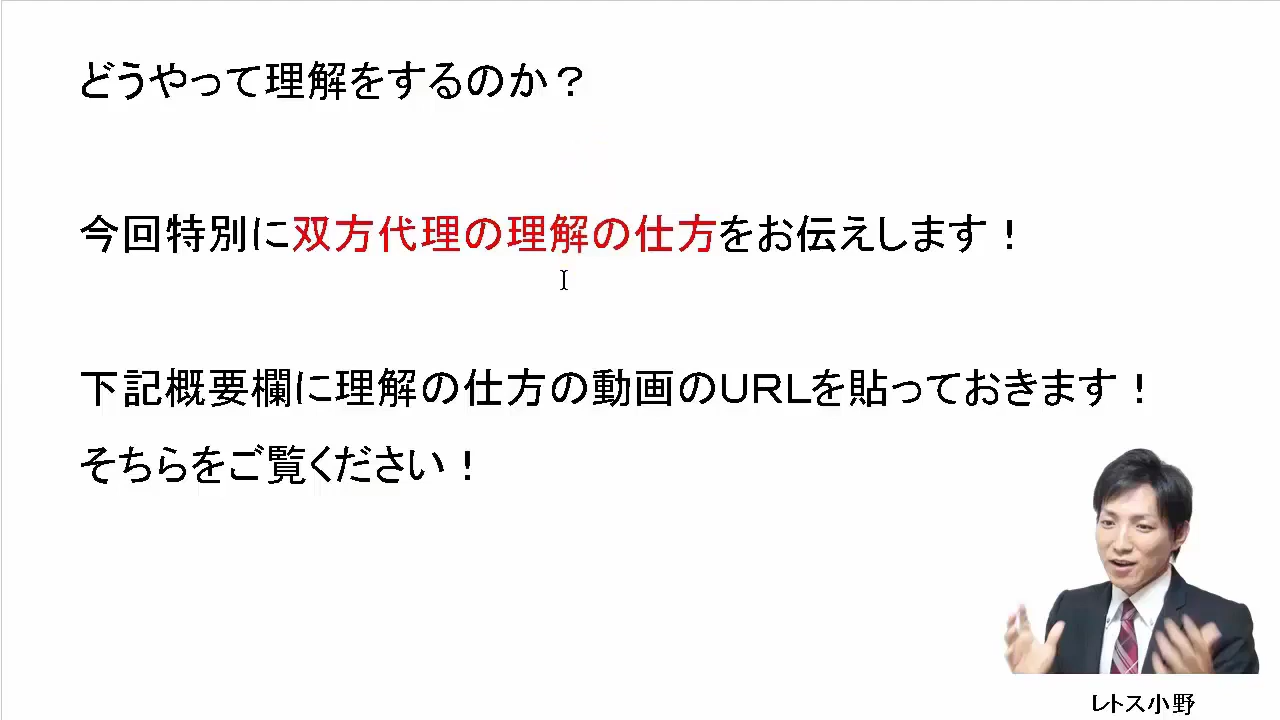 どうやって理解をするのか？
今回特別に双方代理の理解の仕方をお伝えします！
下記概要欄に理解の仕方の動画のＵＲＬを貼っておきます！
そちらをご覧ください！
レトス小野